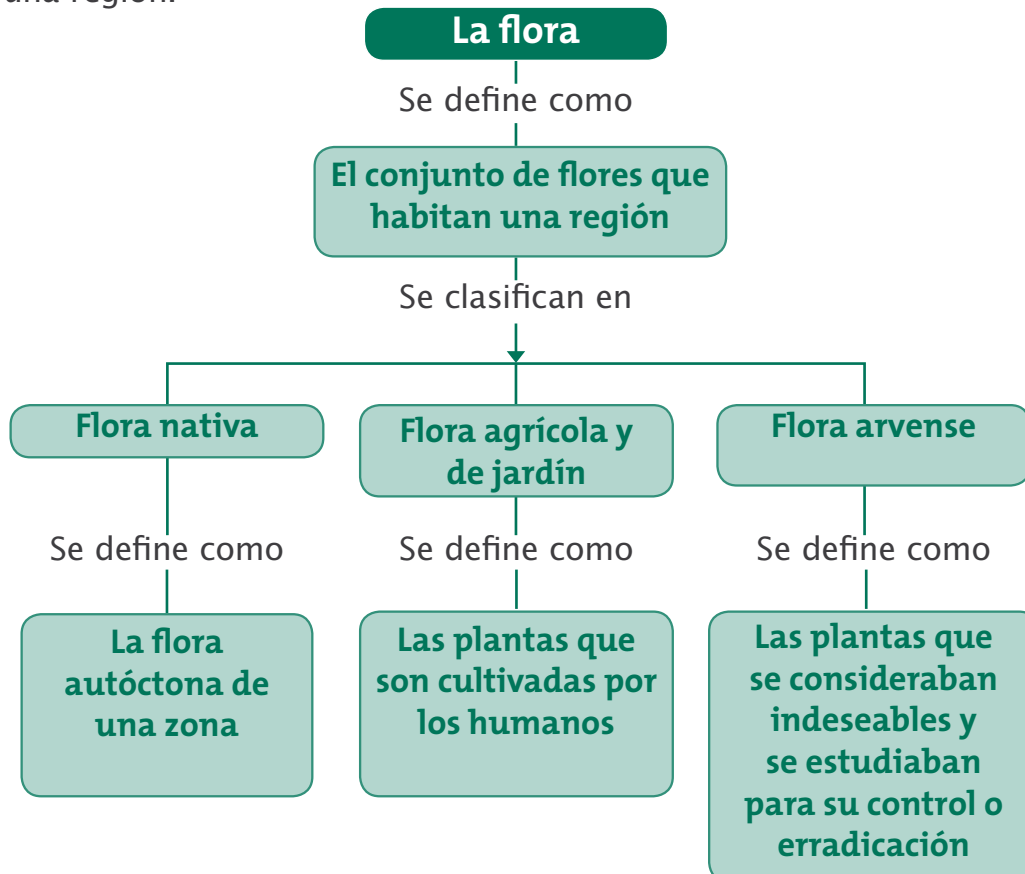 una región.
La flora
Se define como
El conjunto de flores que
habitan una región
Se clasifican en
Flora nativa
Flora agrícola y
de jardín
Flora arvense
Se define como
Se define como
Se define como
La flora
autóctona de
una zona
Las plantas que
son cultivadas por
los humanos
Las plantas que
se consideraban
indeseables y
se estudiaban
para su control o
erradicación